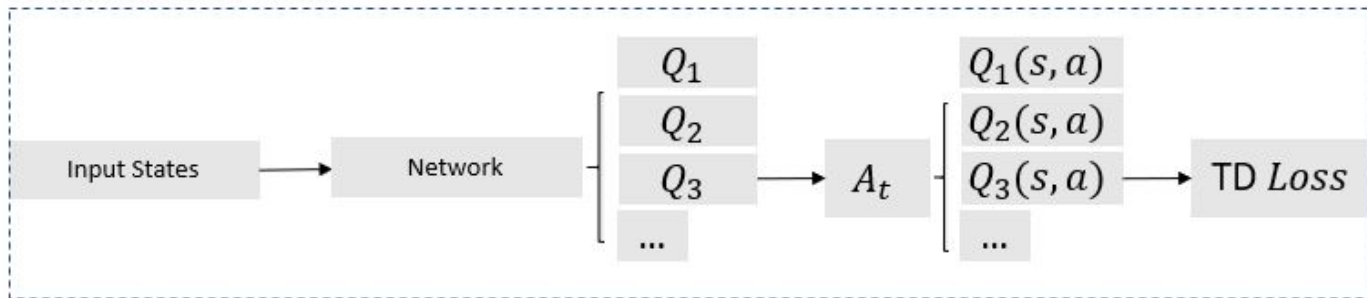 Input States
Network
Q₁
Q₂
Q₃
...
Aₜ
Q₁(s, a)
Q₂(s, a)
Q₃(s, a)
...
TD Loss